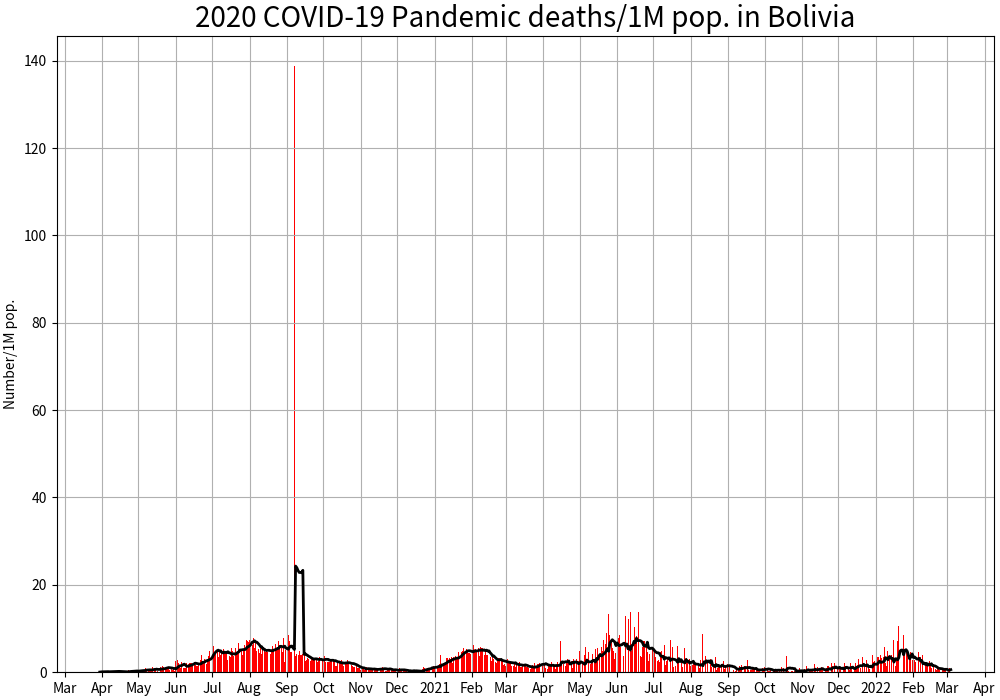 2020 COVID-19 Pandemic deaths/1M pop. in Bolivia
Number/1M pop.
140
120
100
80
60
40
20
0
Mar Apr May Jun Jul Aug Sep Oct Nov Dec 2021 Feb Mar Apr May Jun Jul Aug Sep Oct Nov Dec 2022 Feb Mar Apr